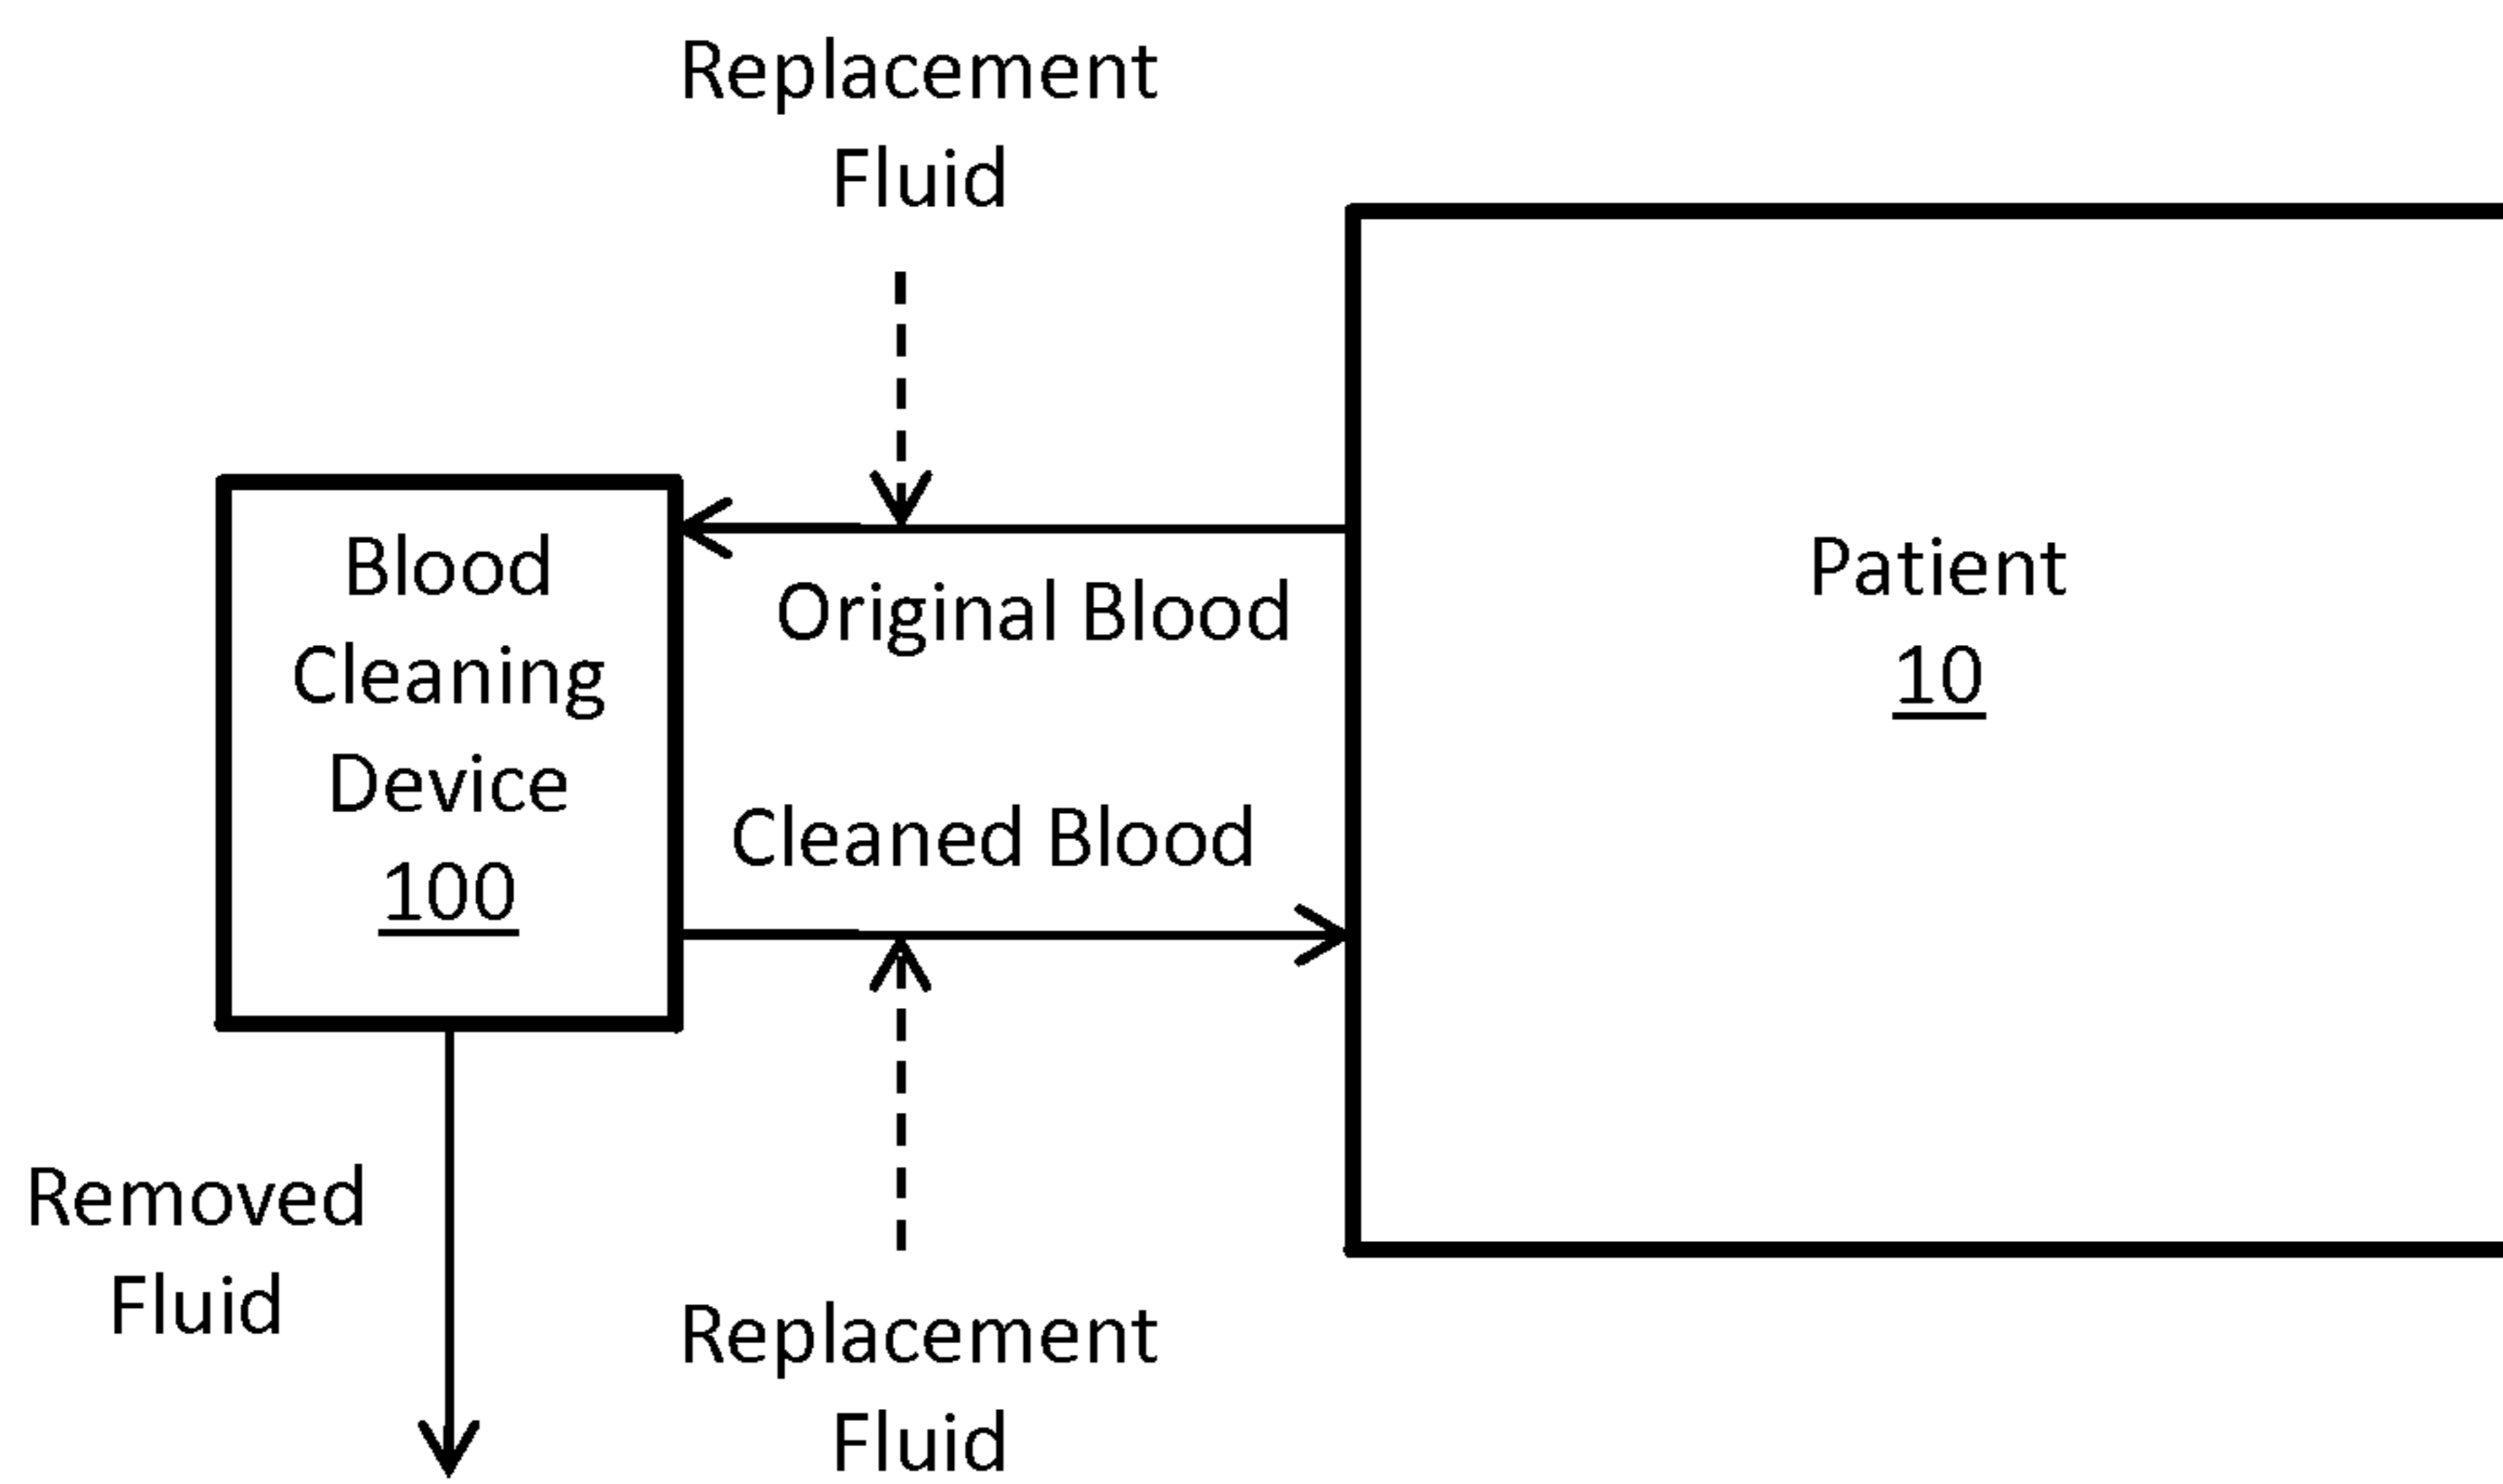 Replacement
Fluid
Blood
Cleaning
Device
100
Original Blood
Cleaned Blood
Patient
10
Removed
Fluid
Replacement
Fluid